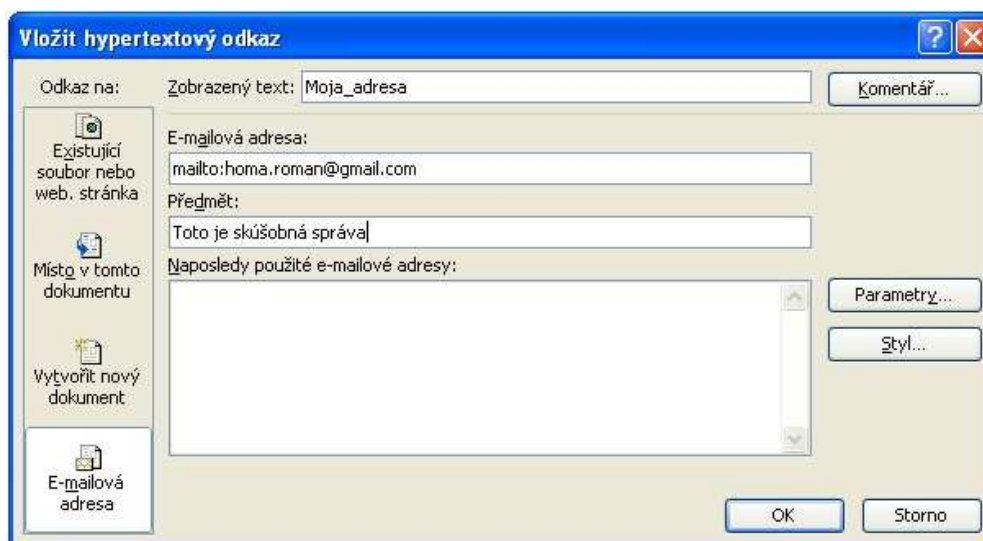 Vložit hypertextový odkaz
Odkaz na:
Zobrazený text: Moja_adresa
Komentář...
Existující
soubor nebo
web. stránka
Místo v tomto
dokumentu
Vytvořit nový
dokument
E-mailová
adresa
E-mailová adresa:
mailto:homa.roman@gmail.com
Předmět:
Toto je skúšobná správa
Naposledy použité e-mailové adresy:
Parametry...
Styl...
OK
Storno